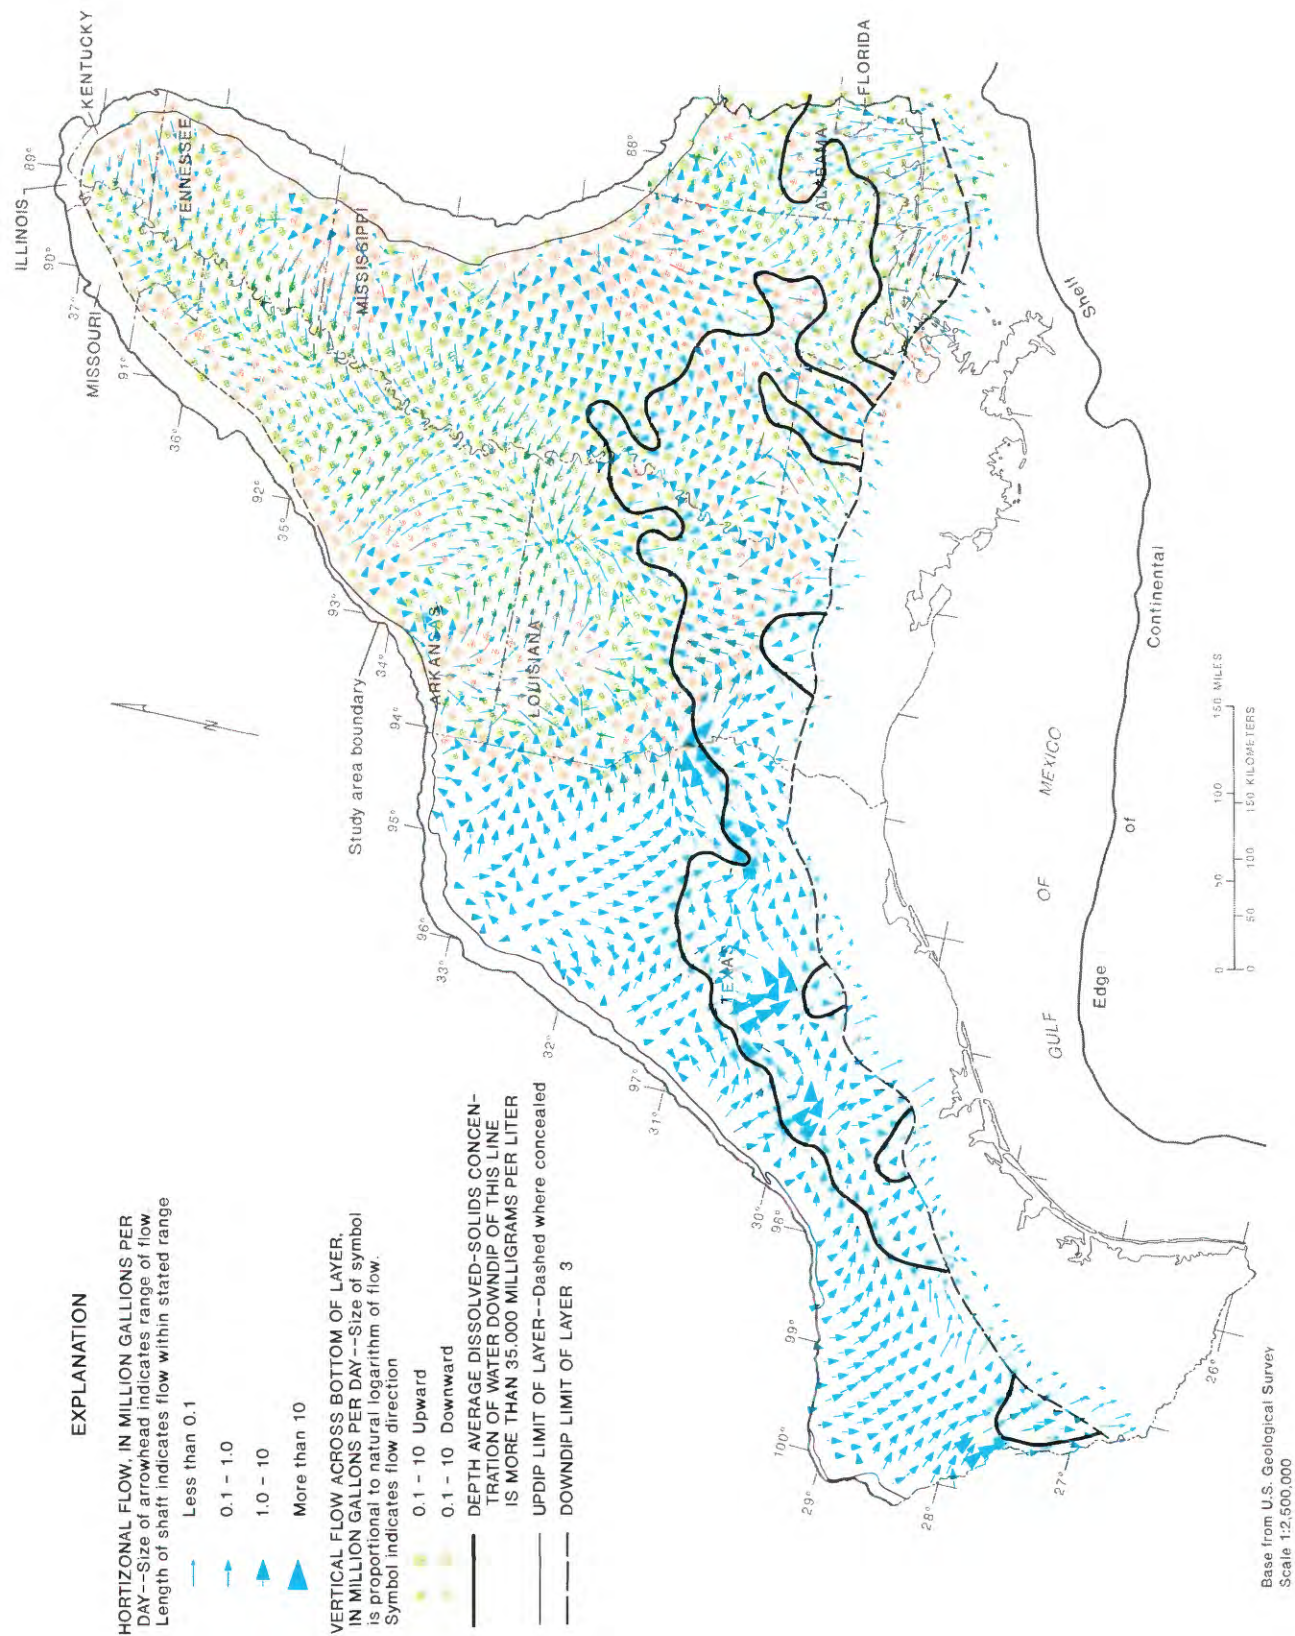 EXPLANATION
HORTIZONAL FLOW, IN MILLION GALLONS PER
DAY--Size of arrowhead indicates range of flow.
Length of shaft indicates flow within stated range
Less than 0.1
0.1 - 1.0
1.0 - 10
More than 10
VERTICAL FLOW ACROSS BOTTOM OF LAYER,
IN MILLION GALLONS PER DAY--Size of symbol
is proportional to natural logarithm of flow.
Symbol indicates flow direction
0.1 - 10 Upward
0.1 - 10 Downward
DEPTH AVERAGE DISSOLVED-SOLIDS CONCEN-
TRATION OF WATER DOWNDIP OF THIS LINE
IS MORE THAN 35.000 MILLIGRAMS PER LITER
UPDIP LIMIT OF LAYER--Dashed where concealed
DOWNDIP LIMIT OF LAYER 3
ILLINOIS
KENTUCKY
MISSOURI
TENNESSEE
MISSISSIPPI
ARKANSAS
LOUISIANA
ALABAMA
FLORIDA
TEXAS
Study area boundary
N
89°
90°
37°
91°
36°
92°
35°
93°
34°
94°
95°
96°
33°
32°
97°
31°
30°
98°
99°
100°
29°
28°
27°
26°
88°
GULF OF MEXICO
Edge of Continental Shelf
0 50 100 150 MILES
0 50 100 150 KILOMETERS
Base from U.S. Geological Survey
Scale 1:2,500,000